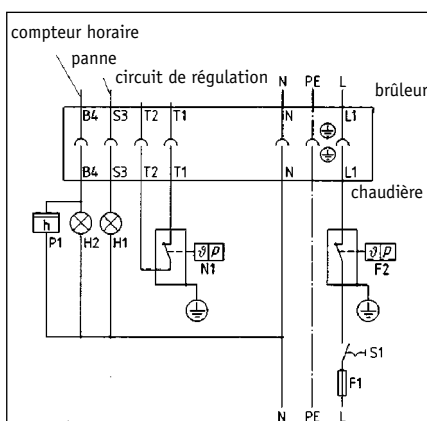 compteur horaire
panne
circuit de régulation N PE L
brûleur
B4 S3 T2 T1 N L1
B4 S3 T2 T1 N L1
chaudière
h
P1 H2 H1
ϑ P
N1
ϑ P
F2
S1
F1
N PE L